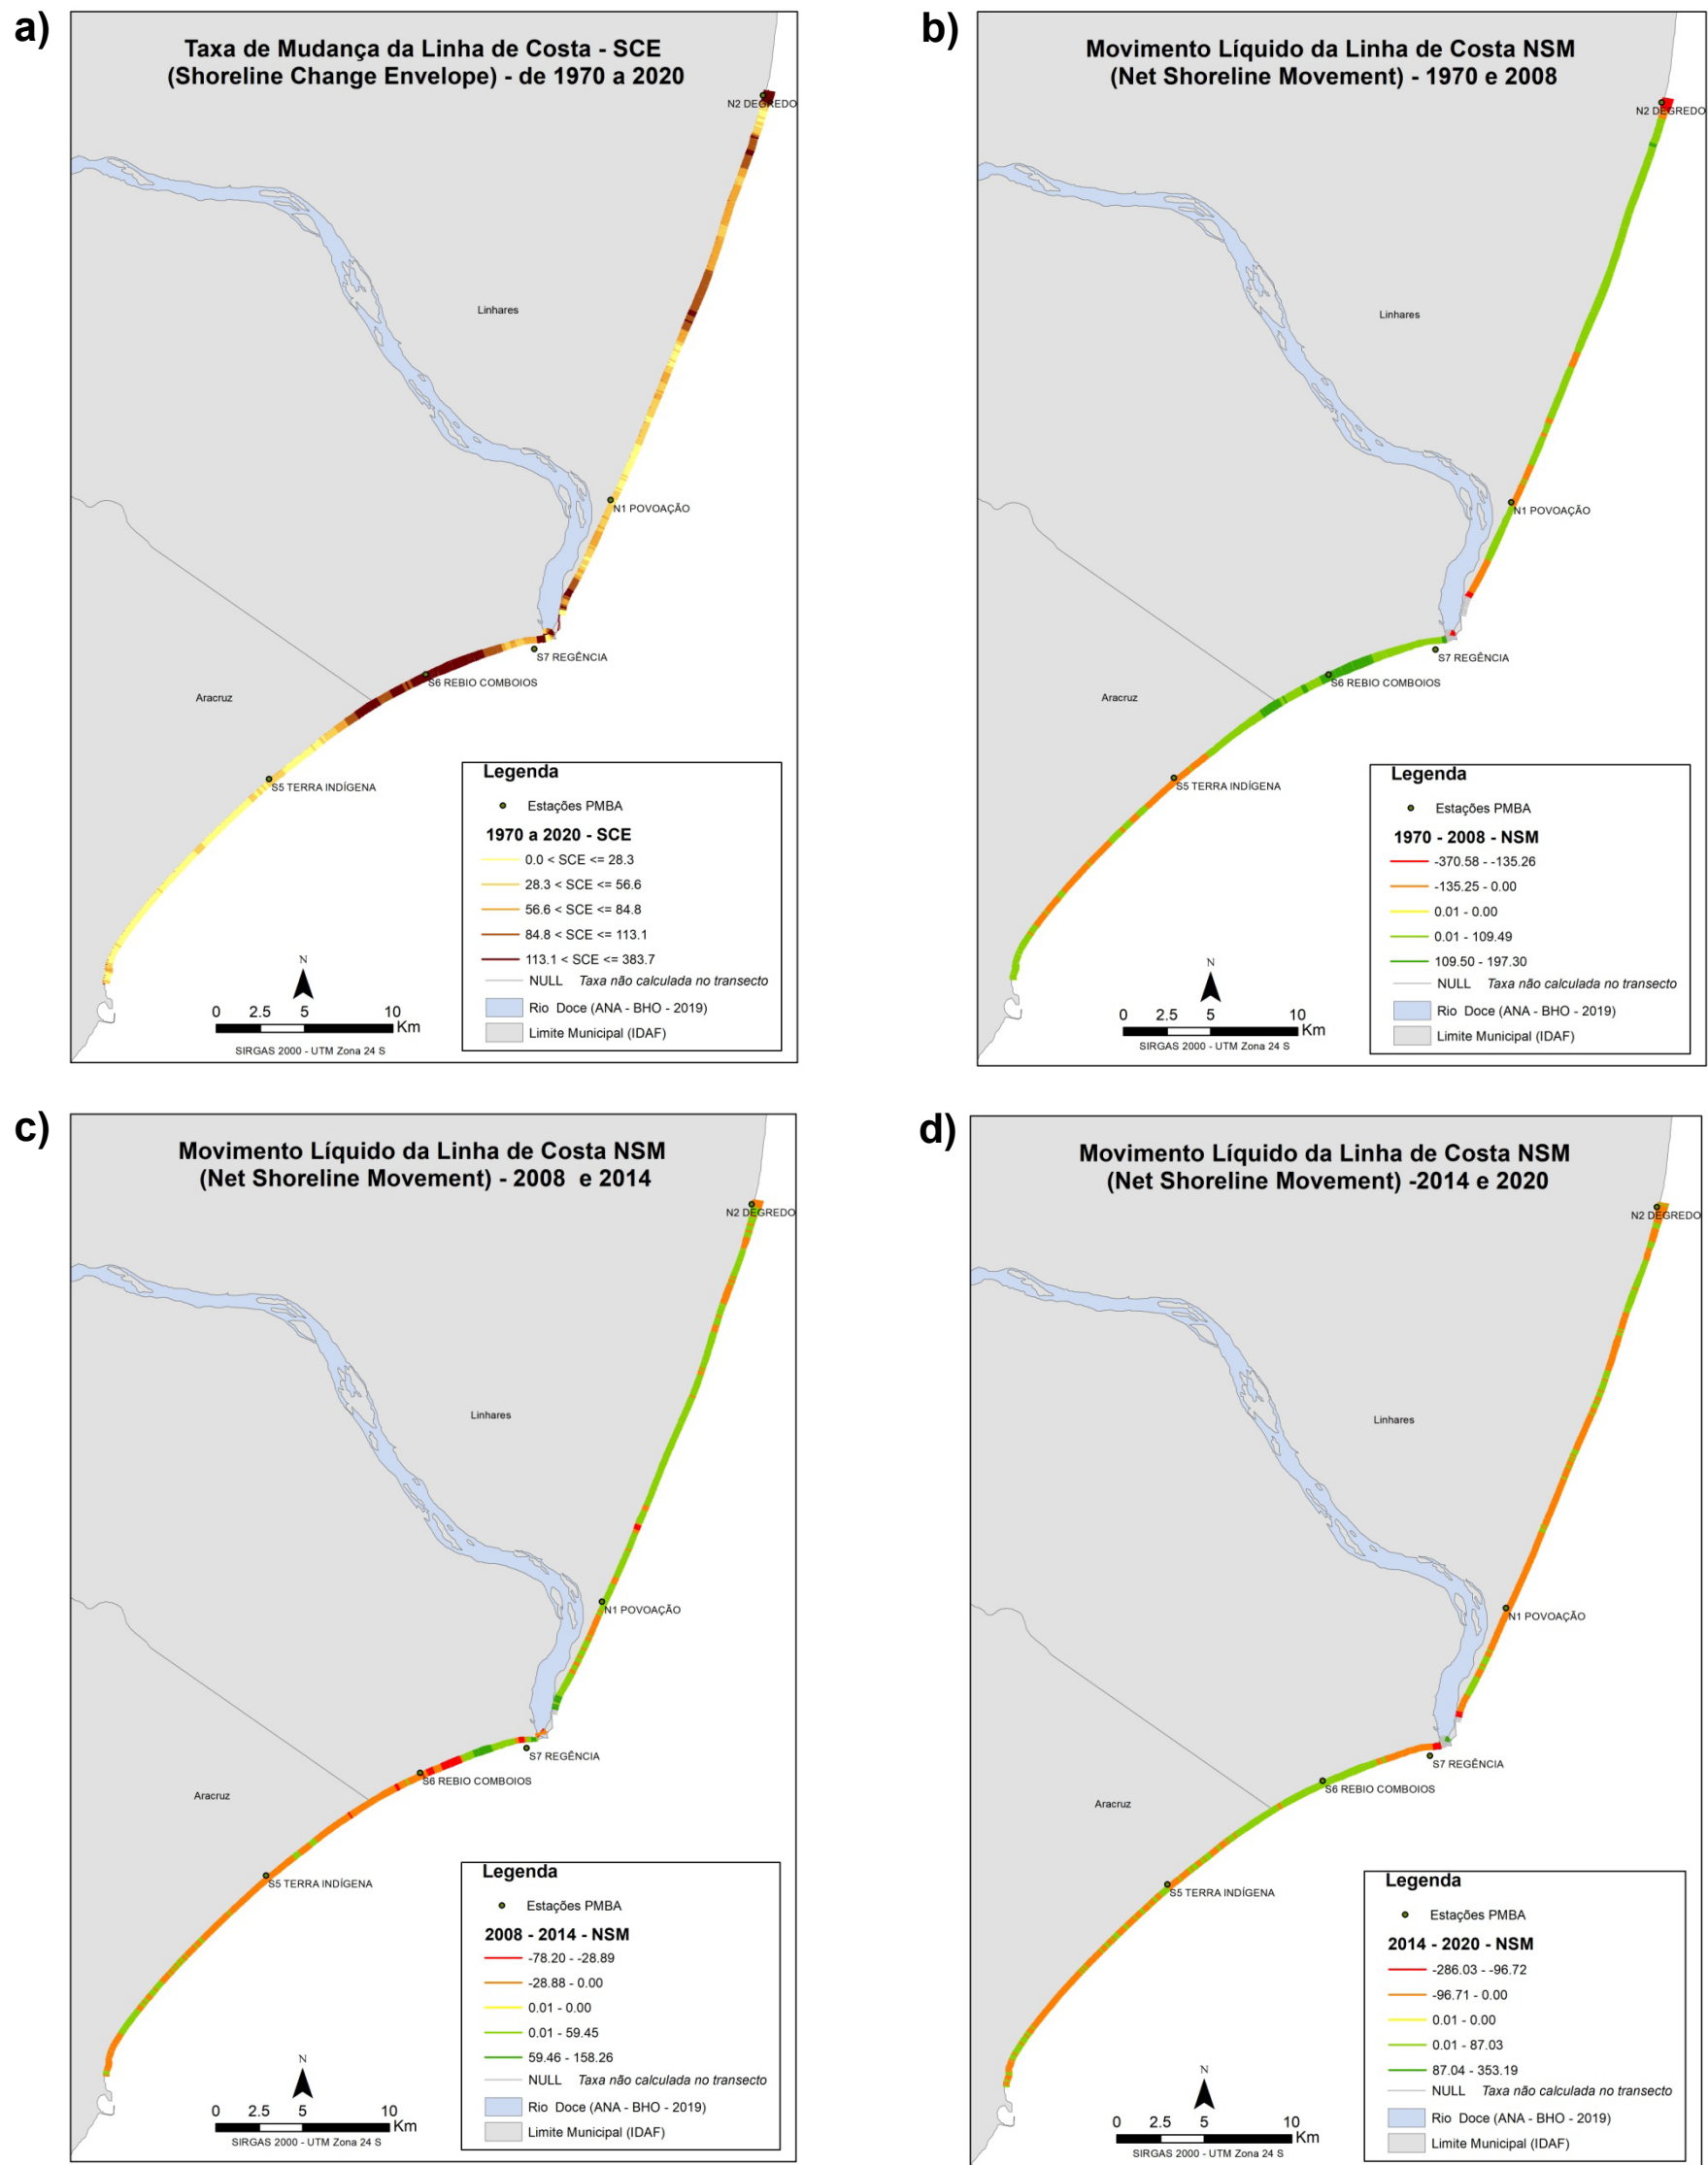 a)
Taxa de Mudança da Linha de Costa - SCE
(Shoreline Change Envelope) - de 1970 a 2020
N2 DEGREDO
Linhares
N1 POVOAÇÃO
S7 REGÊNCIA
S6 REBIO COMBOIOS
Aracruz
S5 TERRA INDÍGENA
Legenda
Estações PMBA
1970 a 2020 - SCE
0.0 < SCE <= 28.3
28.3 < SCE <= 56.6
56.6 < SCE <= 84.8
84.8 < SCE <= 113.1
113.1 < SCE <= 383.7
NULL Taxa não calculada no transecto
Rio Doce (ANA - BHO - 2019)
Limite Municipal (IDAF)
N
0 2.5 5 10
Km
SIRGAS 2000 - UTM Zona 24 S
b)
Movimento Líquido da Linha de Costa NSM
(Net Shoreline Movement) - 1970 e 2008
N2 DEGREDO
Linhares
N1 POVOAÇÃO
S7 REGÊNCIA
S6 REBIO COMBOIOS
Aracruz
S5 TERRA INDÍGENA
Legenda
Estações PMBA
1970 - 2008 - NSM
-370.58 - -135.26
-135.25 - 0.00
0.01 - 0.00
0.01 - 109.49
109.50 - 197.30
NULL Taxa não calculada no transecto
Rio Doce (ANA - BHO - 2019)
Limite Municipal (IDAF)
N
0 2.5 5 10
Km
SIRGAS 2000 - UTM Zona 24 S
c)
Movimento Líquido da Linha de Costa NSM
(Net Shoreline Movement) - 2008 e 2014
N2 DEGREDO
Linhares
N1 POVOAÇÃO
S7 REGÊNCIA
S6 REBIO COMBOIOS
Aracruz
S5 TERRA INDÍGENA
Legenda
Estações PMBA
2008 - 2014 - NSM
-78.20 - -28.89
-28.88 - 0.00
0.01 - 0.00
0.01 - 59.45
59.46 - 158.26
NULL Taxa não calculada no transecto
Rio Doce (ANA - BHO - 2019)
Limite Municipal (IDAF)
N
0 2.5 5 10
Km
SIRGAS 2000 - UTM Zona 24 S
d)
Movimento Líquido da Linha de Costa NSM
(Net Shoreline Movement) -2014 e 2020
N2 DEGREDO
Linhares
N1 POVOAÇÃO
S7 REGÊNCIA
S6 REBIO COMBOIOS
Aracruz
S5 TERRA INDÍGENA
Legenda
Estações PMBA
2014 - 2020 - NSM
-286.03 - -96.72
-96.71 - 0.00
0.01 - 0.00
0.01 - 87.03
87.04 - 353.19
NULL Taxa não calculada no transecto
Rio Doce (ANA - BHO - 2019)
Limite Municipal (IDAF)
N
0 2.5 5 10
Km
SIRGAS 2000 - UTM Zona 24 S